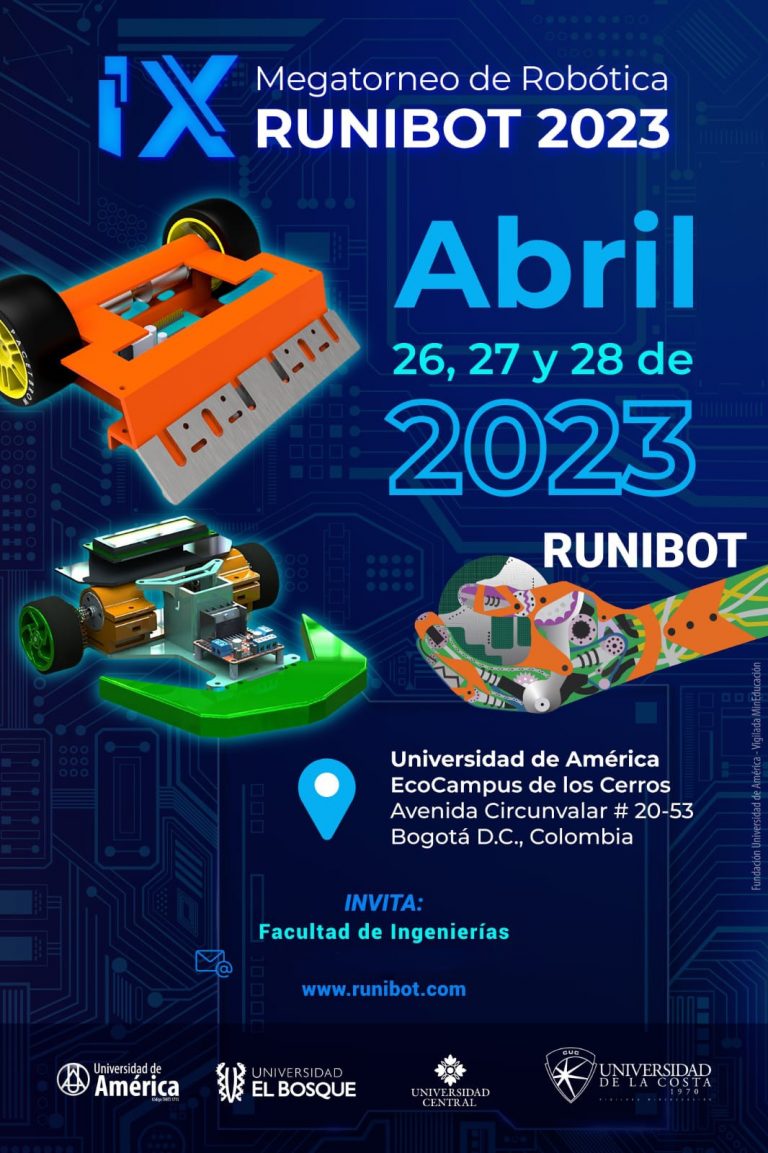 IX
Megatorneo de Robótica
RUNIBOT 2023
Abril
26, 27 y 28 de
2023
RUNIBOT
Universidad de América
EcoCampus de los Cerros
Avenida Circunvalar # 20-53
Bogotá D.C., Colombia
Fundación Universidad de América - Vigilada MinEducación
INVITA:
Facultad de Ingenierías
www.runibot.com
Universidad de
América
UNIVERSIDAD
EL BOSQUE
UNIVERSIDAD
CENTRAL
CUC
UNIVERSIDAD
DE LA COSTA
1970